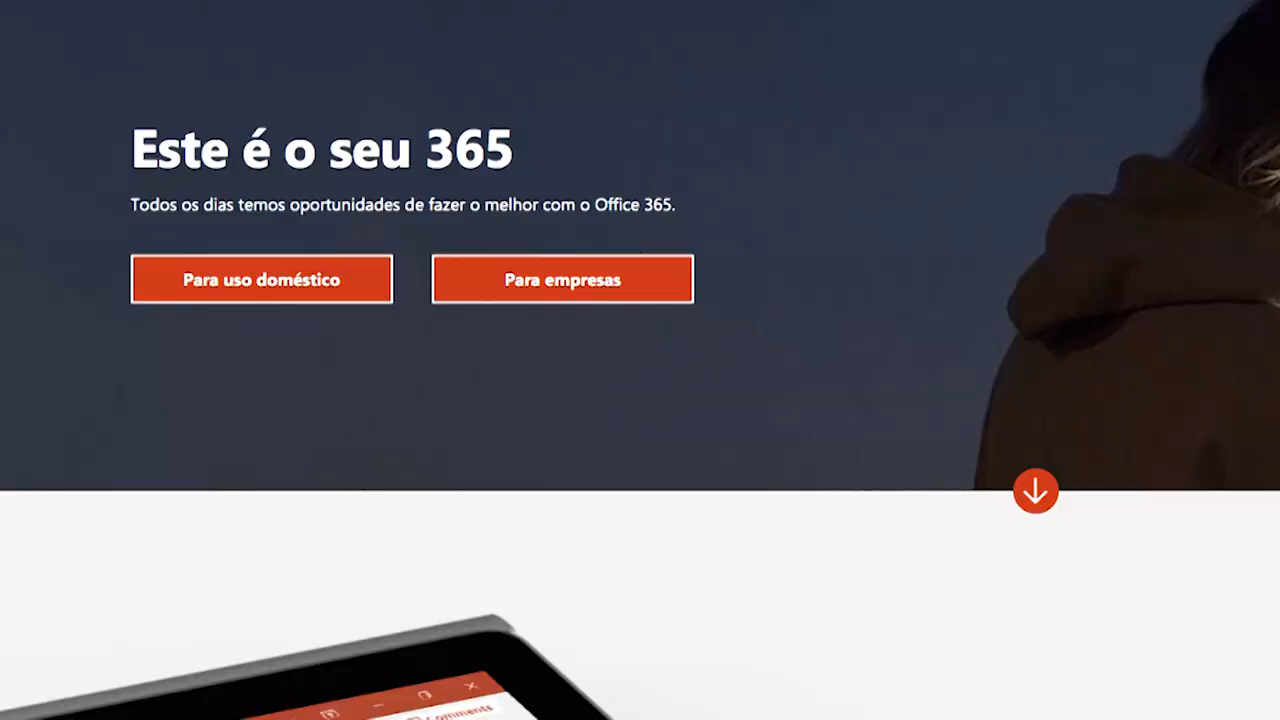 Este é o seu 365
Todos os dias temos oportunidades de fazer o melhor com o Office 365.
Para uso doméstico
Para empresas
Comments